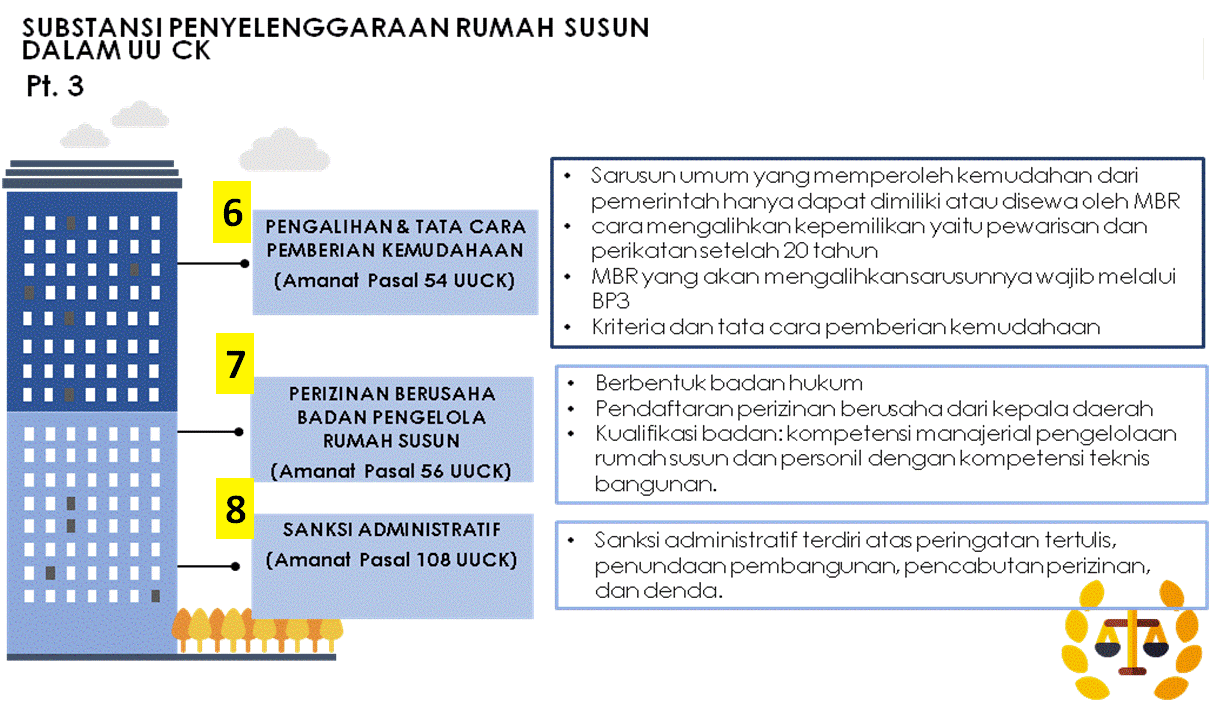 SUBSTANSI PENYELENGGARAAN RUMAH SUSUN
DALAM UU CK
Pt. 3
6
PENGALIHAN & TATA CARA
PEMBERIAN KEMUDAHAAN
(Amanat Pasal 54 UUCK)
• Sarusun umum yang memperoleh kemudahan dari
pemerintah hanya dapat dimiliki atau disewa oleh MBR
• cara mengalihkan kepemilikan yaitu pewarisan dan
perikatan setelah 20 tahun
• MBR yang akan mengalihkan sarusunnya wajib melalui
BP3
• Kriteria dan tata cara pemberian kemudahaan
7
PERIZINAN BERUSAHA
BADAN PENGELOLA
RUMAH SUSUN
(Amanat Pasal 56 UUCK)
• Berbentuk badan hukum
• Pendaftaran perizinan berusaha dari kepala daerah
• Kualifikasi badan: kompetensi manajerial pengelolaan
rumah susun dan personil dengan kompetensi teknis
bangunan.
8
SANKSI ADMINISTRATIF
(Amanat Pasal 108 UUCK)
• Sanksi administratif terdiri atas peringatan tertulis,
penundaan pembangunan, pencabutan perizinan,
dan denda.